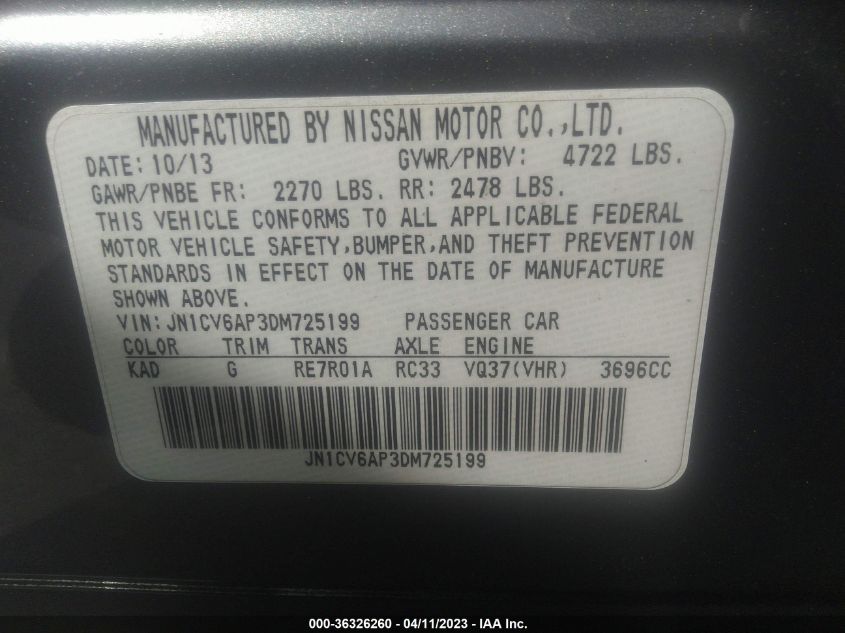 MANUFACTURED BY NISSAN MOTOR CO.,LTD.
DATE: 10/13 GVWR/PNBV: 4722 LBS.
GAWR/PNBE FR: 2270 LBS. RR: 2478 LBS.
THIS VEHICLE CONFORMS TO ALL APPLICABLE FEDERAL
MOTOR VEHICLE SAFETY,BUMPER,AND THEFT PREVENTION
STANDARDS IN EFFECT ON THE DATE OF MANUFACTURE
SHOWN ABOVE.
VIN: JN1CV6AP3DM725199 PASSENGER CAR
COLOR TRIM TRANS AXLE ENGINE
KAD G RE7R01A RC33 VQ37(VHR) 3696CC
JN1CV6AP3DM725199
000-36326260 - 04/11/2023 - IAA Inc.